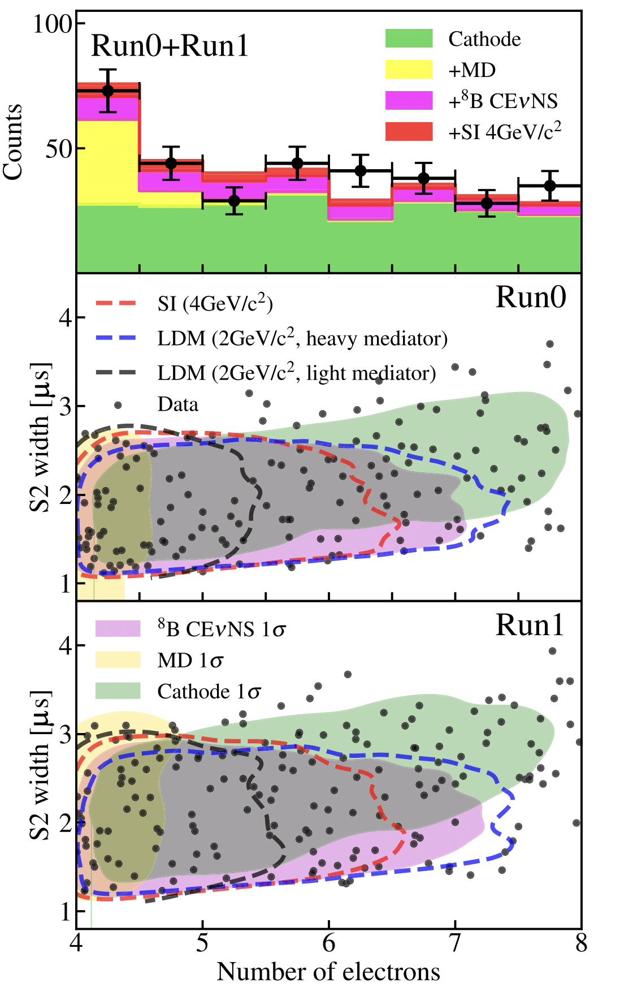 100
50
Counts
Run0+Run1
Cathode
+MD
+⁸B CEνNS
+SI 4GeV/c²
Run0
SI (4GeV/c²)
LDM (2GeV/c², heavy mediator)
LDM (2GeV/c², light mediator)
Data
4
3
2
1
S2 width [μs]
Run1
⁸B CEνNS 1σ
MD 1σ
Cathode 1σ
4
3
2
1
S2 width [μs]
4 5 6 7 8
Number of electrons